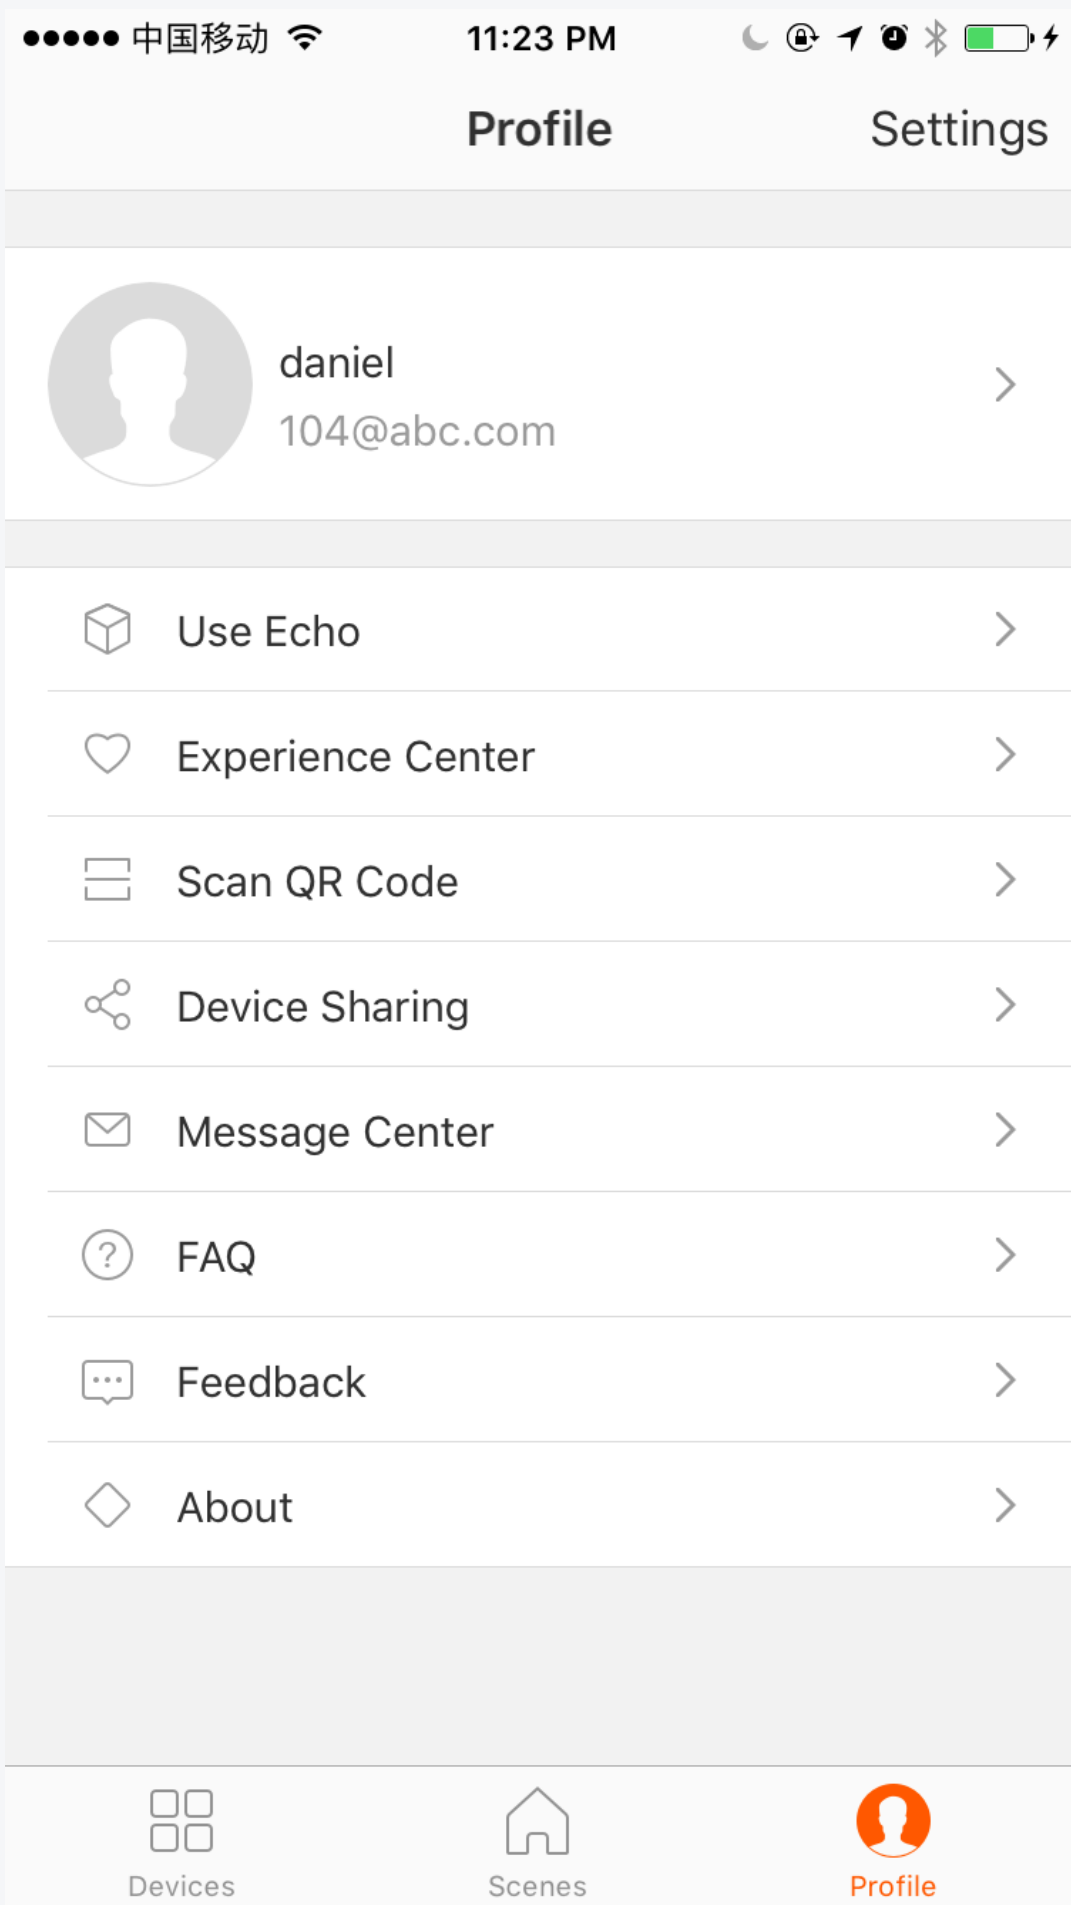 中国移动 11:23 PM
Profile Settings
daniel
104@abc.com
Use Echo
Experience Center
Scan QR Code
Device Sharing
Message Center
? FAQ
Feedback
About
Devices Scenes Profile